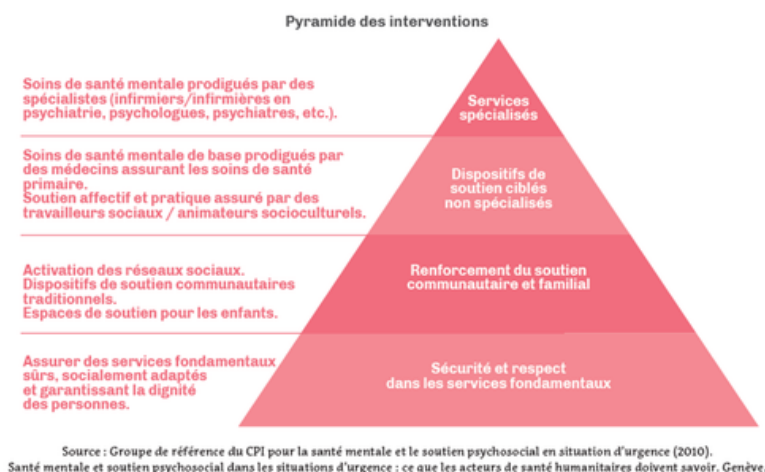 Pyramide des interventions
Soins de santé mentale prodigués par des
spécialistes (infirmiers/infirmières en
psychiatrie, psychologues, psychiatres, etc.).
Services
spécialisés
Soins de santé mentale de base prodigués par
des médecins assurant les soins de santé
primaire.
Soutien affectif et pratique assuré par des
travailleurs sociaux / animateurs socioculturels.
Dispositifs de
soutien ciblés
non spécialisés
Activation des réseaux sociaux.
Dispositifs de soutien communautaires
traditionnels.
Espaces de soutien pour les enfants.
Renforcement du soutien
communautaire et familial
Assurer des services fondamentaux
sûrs, socialement adaptés
et garantissant la dignité
des personnes.
Sécurité et respect
dans les services fondamentaux
Source : Groupe de référence du CPI pour la santé mentale et le soutien psychosocial en situation d'urgence (2010).
Santé mentale et soutien psychosocial dans les situations d'urgence : ce que les acteurs de santé humanitaires doivent savoir. Genève